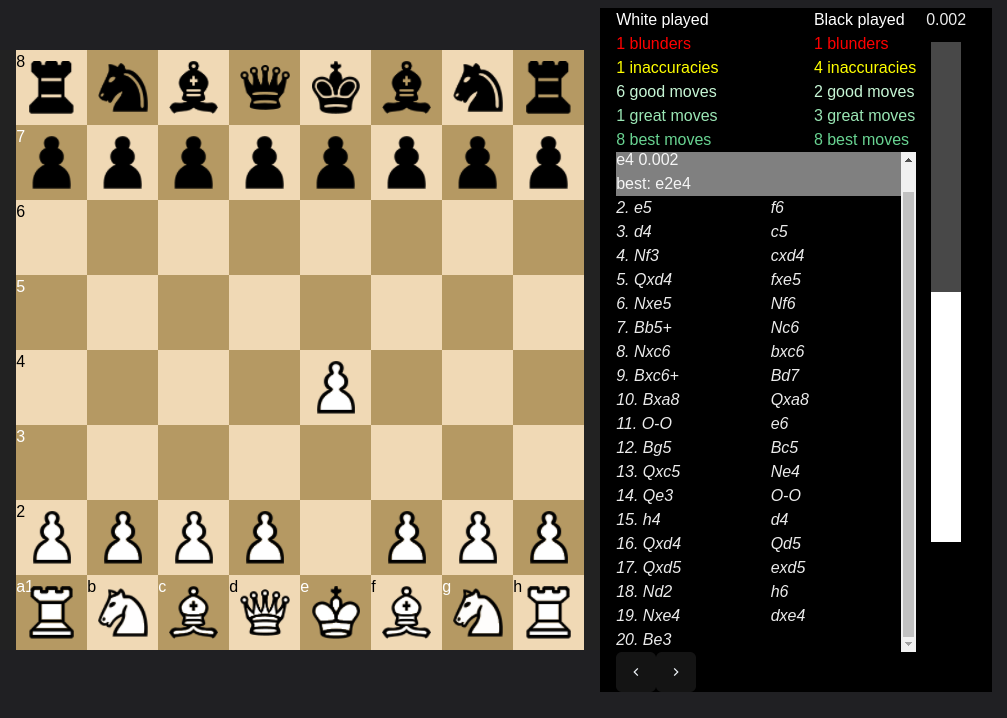 White played Black played 0.002
1 blunders 1 blunders
1 inaccuracies 4 inaccuracies
6 good moves 2 good moves
1 great moves 3 great moves
8 best moves 8 best moves
e4 0.002
best: e2e4
2. e5 f6
3. d4 c5
4. Nf3 cxd4
5. Qxd4 fxe5
6. Nxe5 Nf6
7. Bb5+ Nc6
8. Nxc6 bxc6
9. Bxc6+ Bd7
10. Bxa8 Qxa8
11. O-O e6
12. Bg5 Bc5
13. Qxc5 Ne4
14. Qe3 O-O
15. h4 d4
16. Qxd4 Qd5
17. Qxd5 exd5
18. Nd2 h6
19. Nxe4 dxe4
20. Be3
‹ ›
8
7
6
5
4
3
2
a1 b c d e f g h